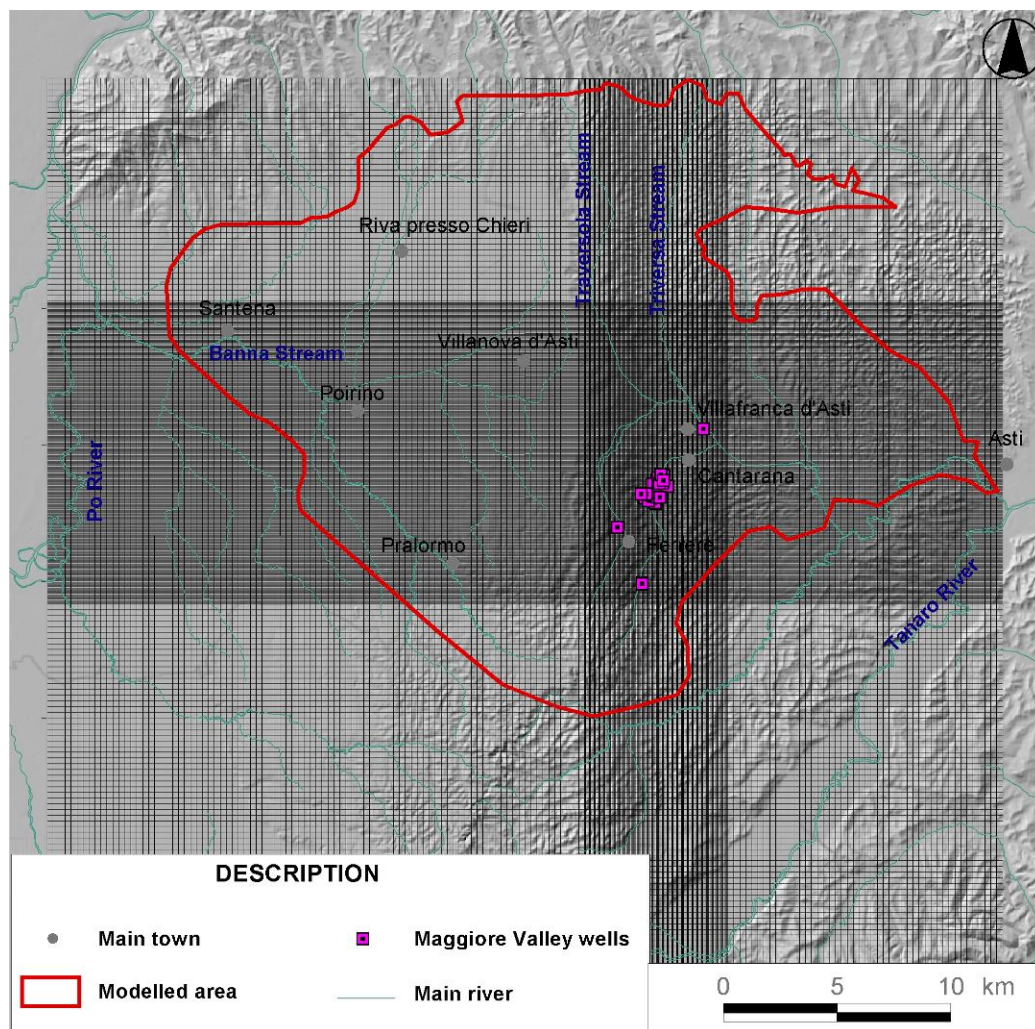 Traversola Stream
Triversa Stream
Riva presso Chieri
Santena
Banna Stream
Villanova d'Asti
Poirino
Villafranca d'Asti
Asti
Cantarana
Po River
Pralormo
Ferrere
Tanaro River
DESCRIPTION
Main town
Maggiore Valley wells
Modelled area
Main river
0 5 10 km